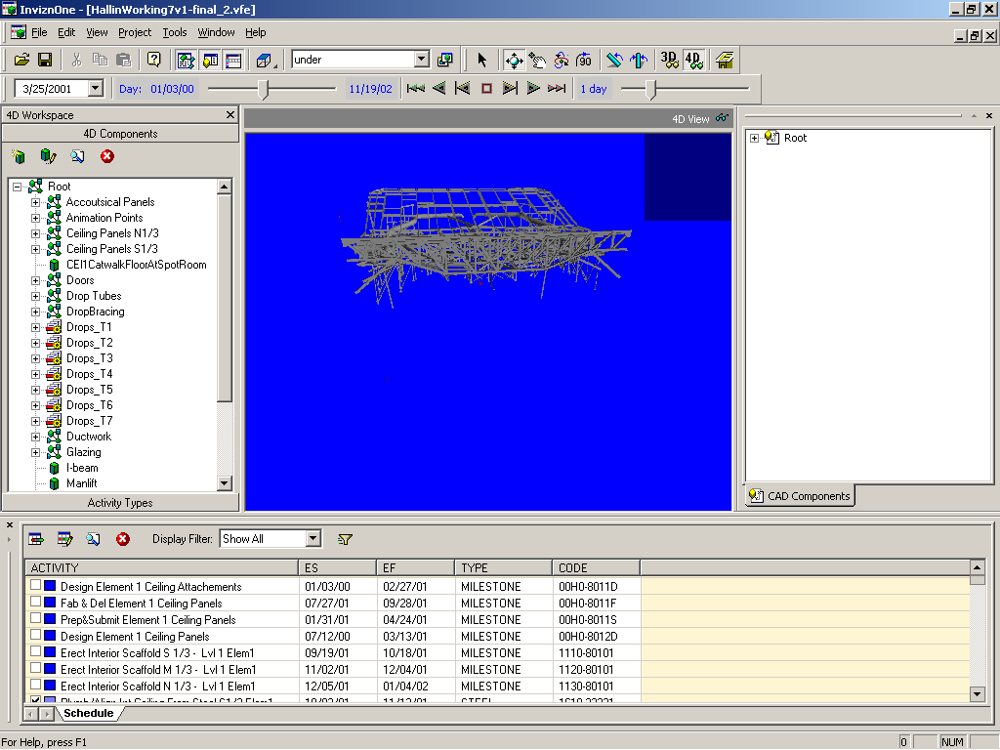 InviznOne - [HallinWorking7v1-final_2.vfe]
File Edit View Project Tools Window Help
under
3D 4D
3/25/2001 Day: 01/03/00 11/19/02 1 day
4D Workspace
4D Components
Root
Accoutsical Panels
Animation Points
Ceiling Panels N1/3
Ceiling Panels S1/3
CEI1CatwalkFloorAtSpotRoom
Doors
Drop Tubes
DropBracing
Drops_T1
Drops_T2
Drops_T3
Drops_T4
Drops_T5
Drops_T6
Drops_T7
Ductwork
Glazing
I-beam
Manlift
Activity Types
4D View
Root
CAD Components
Display Filter: Show All
ACTIVITY ES EF TYPE CODE
Design Element 1 Ceiling Attachements 01/03/00 02/27/01 MILESTONE 00H0-8011D
Fab & Del Element 1 Ceiling Panels 07/27/01 09/28/01 MILESTONE 00H0-8011F
Prep&Submit Element 1 Ceiling Panels 01/31/01 04/24/01 MILESTONE 00H0-8011S
Design Element 1 Ceiling Panels 07/12/00 03/13/01 MILESTONE 00H0-8012D
Erect Interior Scaffold S 1/3 - Lvl 1 Elem1 09/19/01 10/18/01 MILESTONE 1110-80101
Erect Interior Scaffold M 1/3 - Lvl 1 Elem1 11/02/01 12/04/01 MILESTONE 1120-80101
Erect Interior Scaffold N 1/3 - Lvl 1 Elem1 12/05/01 01/04/02 MILESTONE 1130-80101
Schedule
For Help, press F1 0 NUM